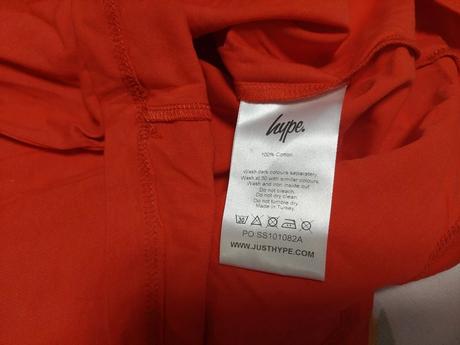 hype.
100% Cotton
Wash dark colours separately.
Wash at 30 with similar colours.
Wash and iron inside out.
Do not bleach.
Do not dry clean.
Do not tumble dry.
Made in Turkey.
PO SS101082A
WWW.JUSTHYPE.COM